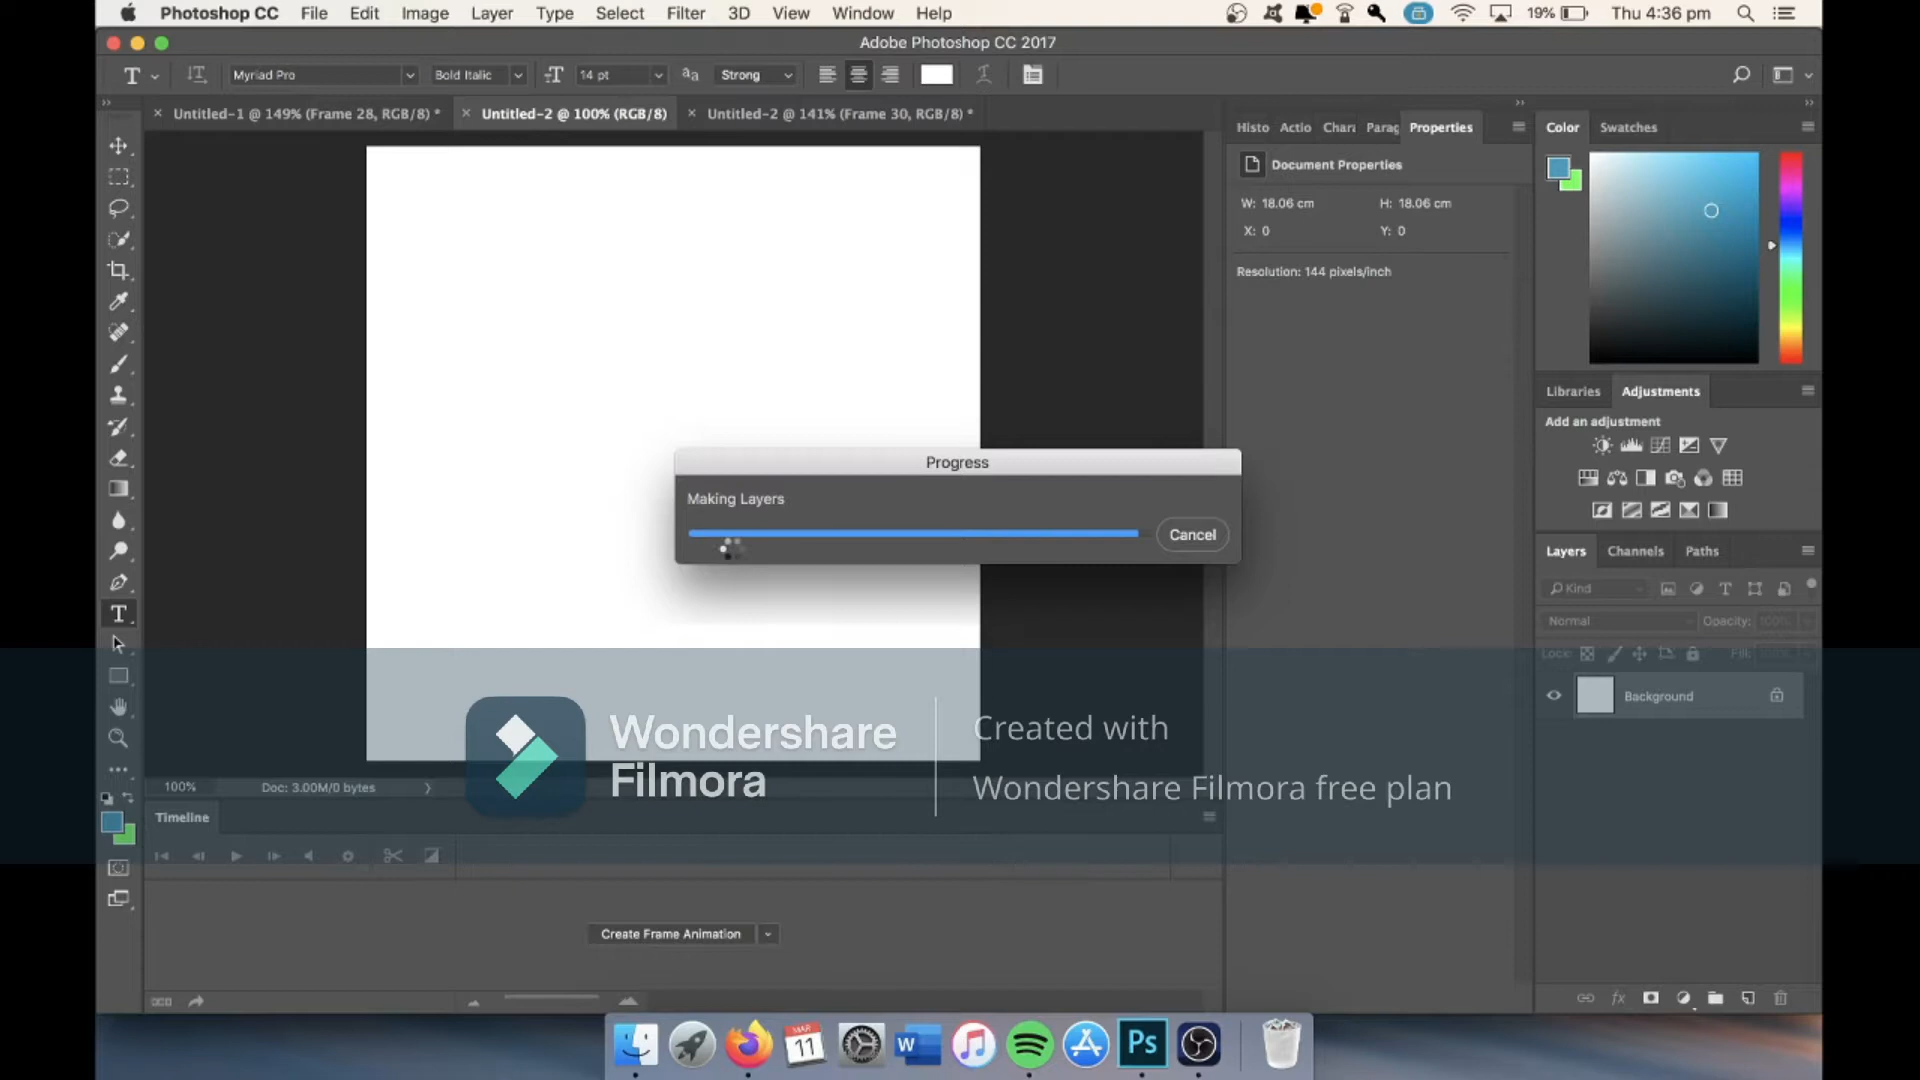 Photoshop CC File Edit Image Layer Type Select Filter 3D View Window Help 19% Thu 4:36 pm
Adobe Photoshop CC 2017
T Myriad Pro Bold Italic 14 pt Strong
Untitled-1 @ 149% (Frame 28, RGB/8) * Untitled-2 @ 100% (RGB/8) Untitled-2 @ 141% (Frame 30, RGB/8) *
Histo Actio Chara Parag Properties Color Swatches
Document Properties
W: 18.06 cm H: 18.06 cm
X: 0 Y: 0
Resolution: 144 pixels/inch
Libraries Adjustments
Add an adjustment
Progress
Making Layers
Cancel
Layers Channels Paths
Kind
Normal Opacity: 100%
Lock: Fill:
Background
Wondershare
Filmora
Created with
Wondershare Filmora free plan
100% Doc: 3.00M/0 bytes
Timeline
Create Frame Animation
fx
MAR
11
W
Ps